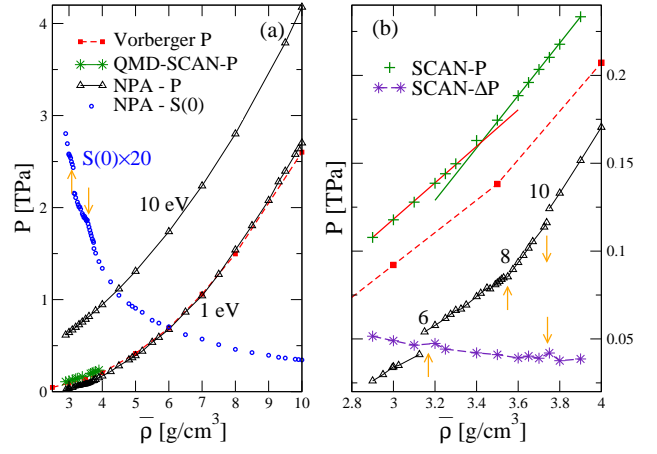 (a)
Vorberger P
QMD-SCAN-P
NPA - P
NPA - S(0)
S(0)×20
10 eV
1 eV
P [TPa]
0
1
2
3
4
3
4
5
6
7
8
9
10
ρ̅ [g/cm³]
(b)
SCAN-P
SCAN-ΔP
10
8
6
P [TPa]
0.2
0.15
0.1
0.05
0
2.8
3
3.2
3.4
3.6
3.8
4
ρ̅ [g/cm³]